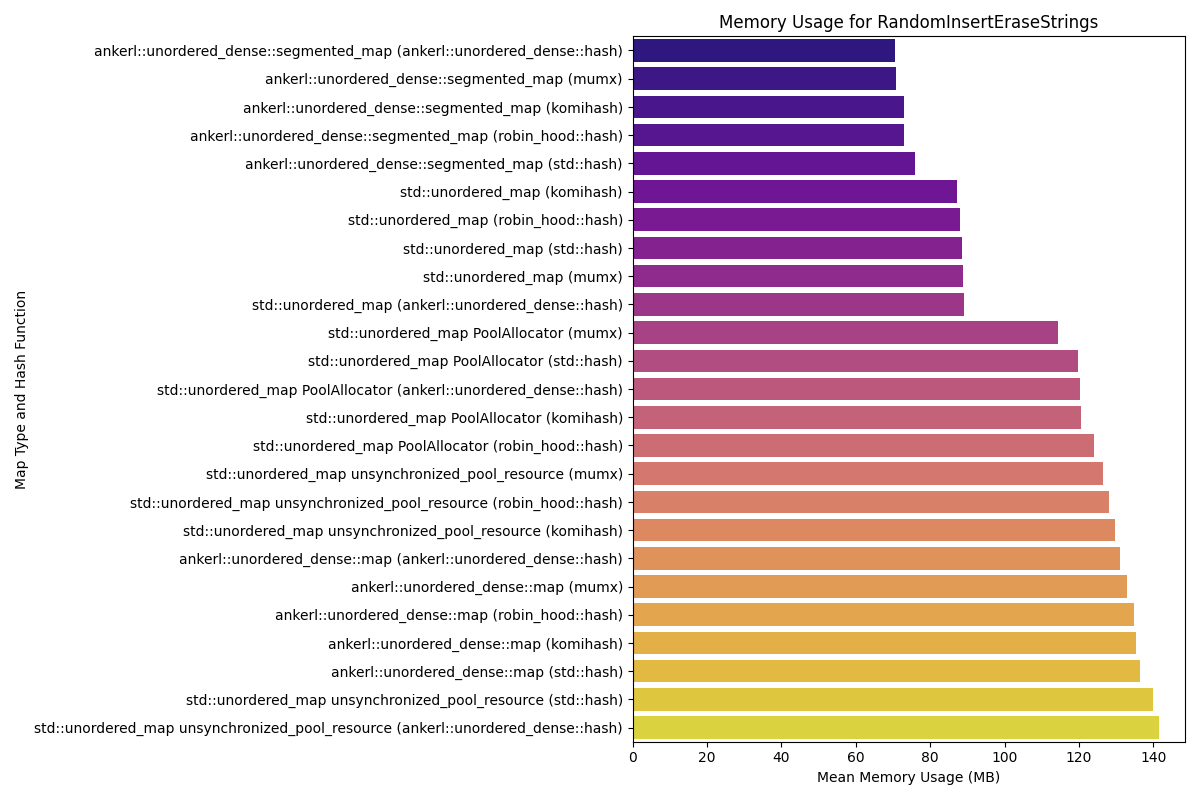 Memory Usage for RandomInsertEraseStrings
Map Type and Hash Function
ankerl::unordered_dense::segmented_map (ankerl::unordered_dense::hash)
ankerl::unordered_dense::segmented_map (mumx)
ankerl::unordered_dense::segmented_map (komihash)
ankerl::unordered_dense::segmented_map (robin_hood::hash)
ankerl::unordered_dense::segmented_map (std::hash)
std::unordered_map (komihash)
std::unordered_map (robin_hood::hash)
std::unordered_map (std::hash)
std::unordered_map (mumx)
std::unordered_map (ankerl::unordered_dense::hash)
std::unordered_map PoolAllocator (mumx)
std::unordered_map PoolAllocator (std::hash)
std::unordered_map PoolAllocator (ankerl::unordered_dense::hash)
std::unordered_map PoolAllocator (komihash)
std::unordered_map PoolAllocator (robin_hood::hash)
std::unordered_map unsynchronized_pool_resource (mumx)
std::unordered_map unsynchronized_pool_resource (robin_hood::hash)
std::unordered_map unsynchronized_pool_resource (komihash)
ankerl::unordered_dense::map (ankerl::unordered_dense::hash)
ankerl::unordered_dense::map (mumx)
ankerl::unordered_dense::map (robin_hood::hash)
ankerl::unordered_dense::map (komihash)
ankerl::unordered_dense::map (std::hash)
std::unordered_map unsynchronized_pool_resource (std::hash)
std::unordered_map unsynchronized_pool_resource (ankerl::unordered_dense::hash)
0 20 40 60 80 100 120 140
Mean Memory Usage (MB)